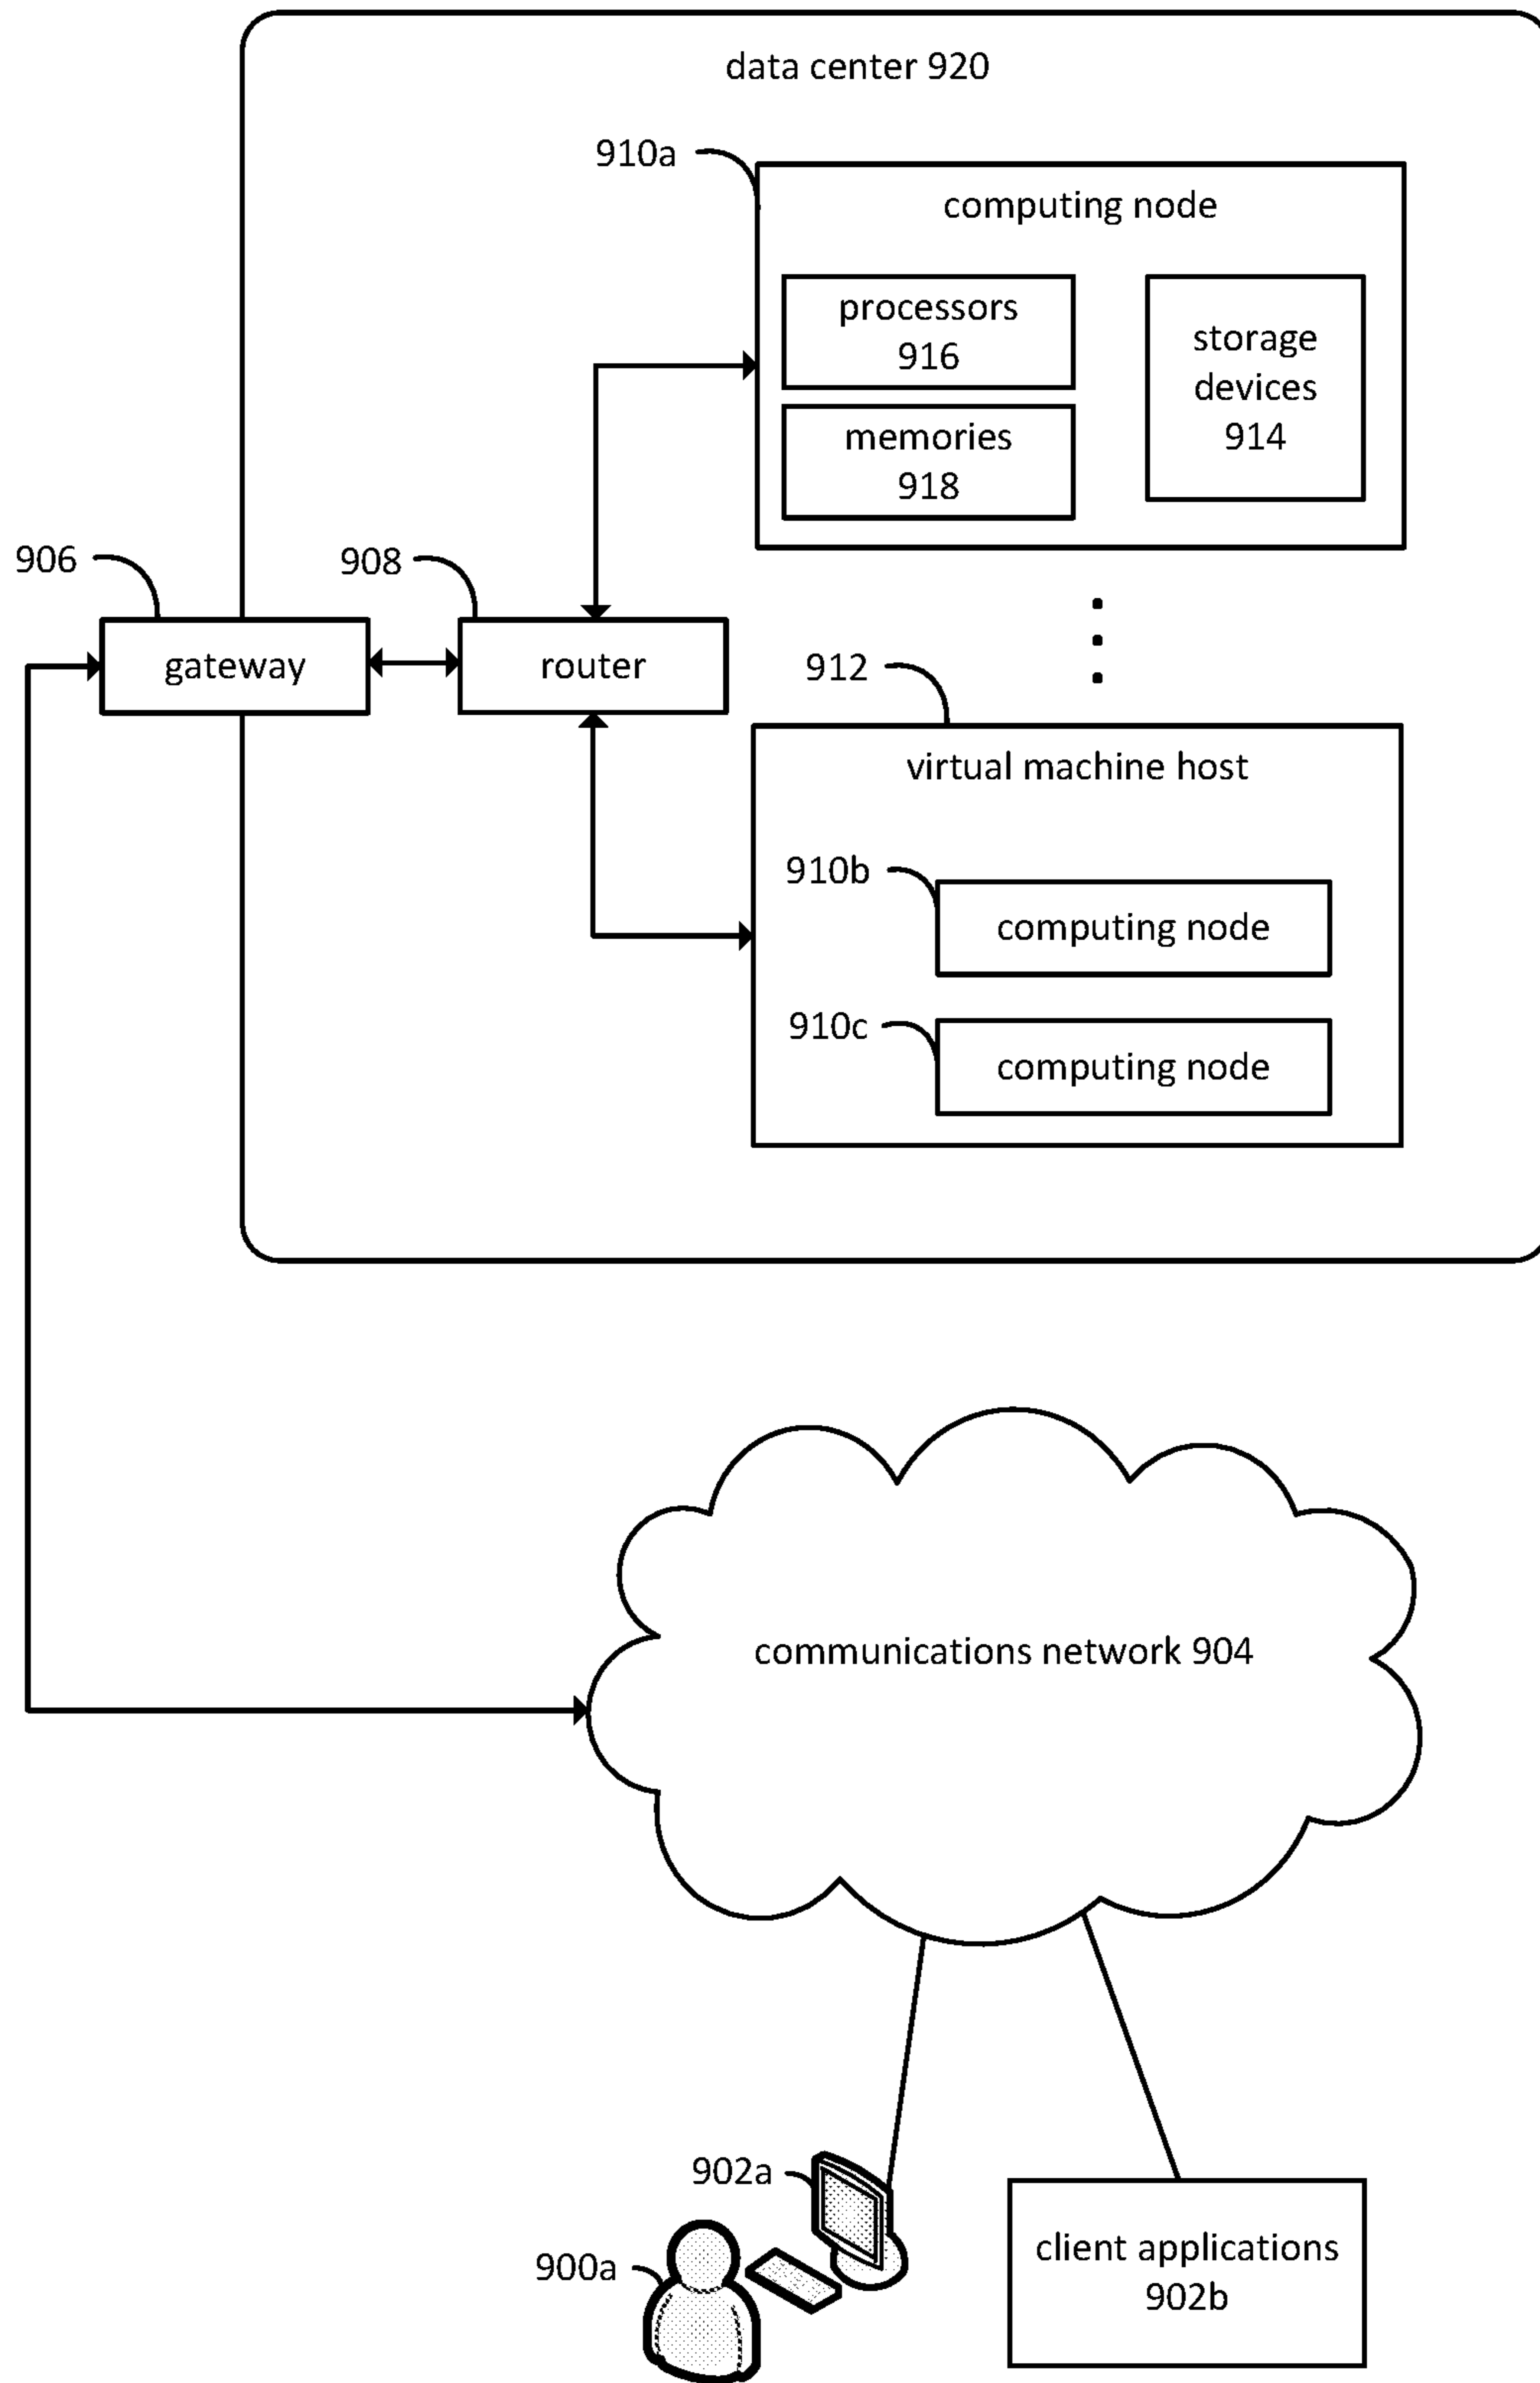 data center 920
910a
computing node
processors
916
storage
devices
914
memories
918
906
908
gateway
router
912
virtual machine host
910b
computing node
910c
computing node
communications network 904
902a
900a
client applications
902b